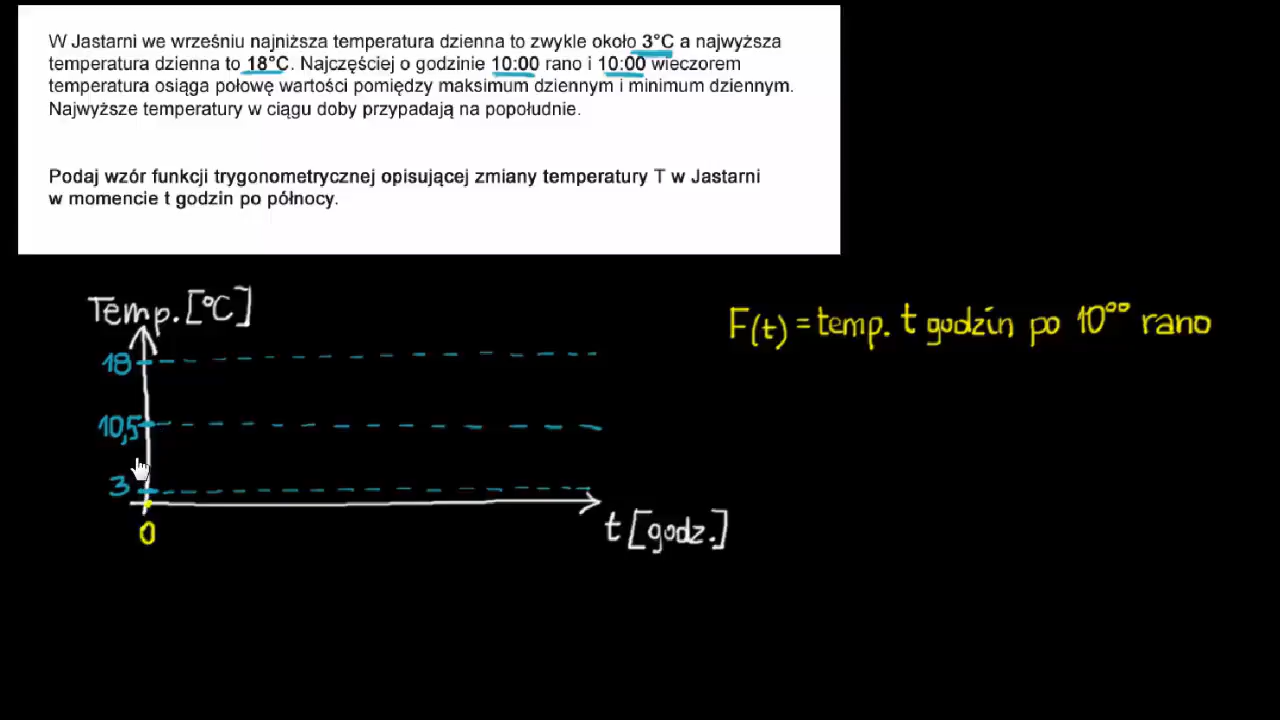 W Jastarni we wrześniu najniższa temperatura dzienna to zwykle około 3°C a najwyższa
temperatura dzienna to 18°C. Najczęściej o godzinie 10:00 rano i 10:00 wieczorem
temperatura osiąga połowę wartości pomiędzy maksimum dziennym i minimum dziennym.
Najwyższe temperatury w ciągu doby przypadają na popołudnie.
Podaj wzór funkcji trygonometrycznej opisującej zmiany temperatury T w Jastarni
w momencie t godzin po północy.
Temp. [°C]
F(t) = temp. t godzin po 10⁰⁰ rano
18
10,5
3
0
t [godz.]